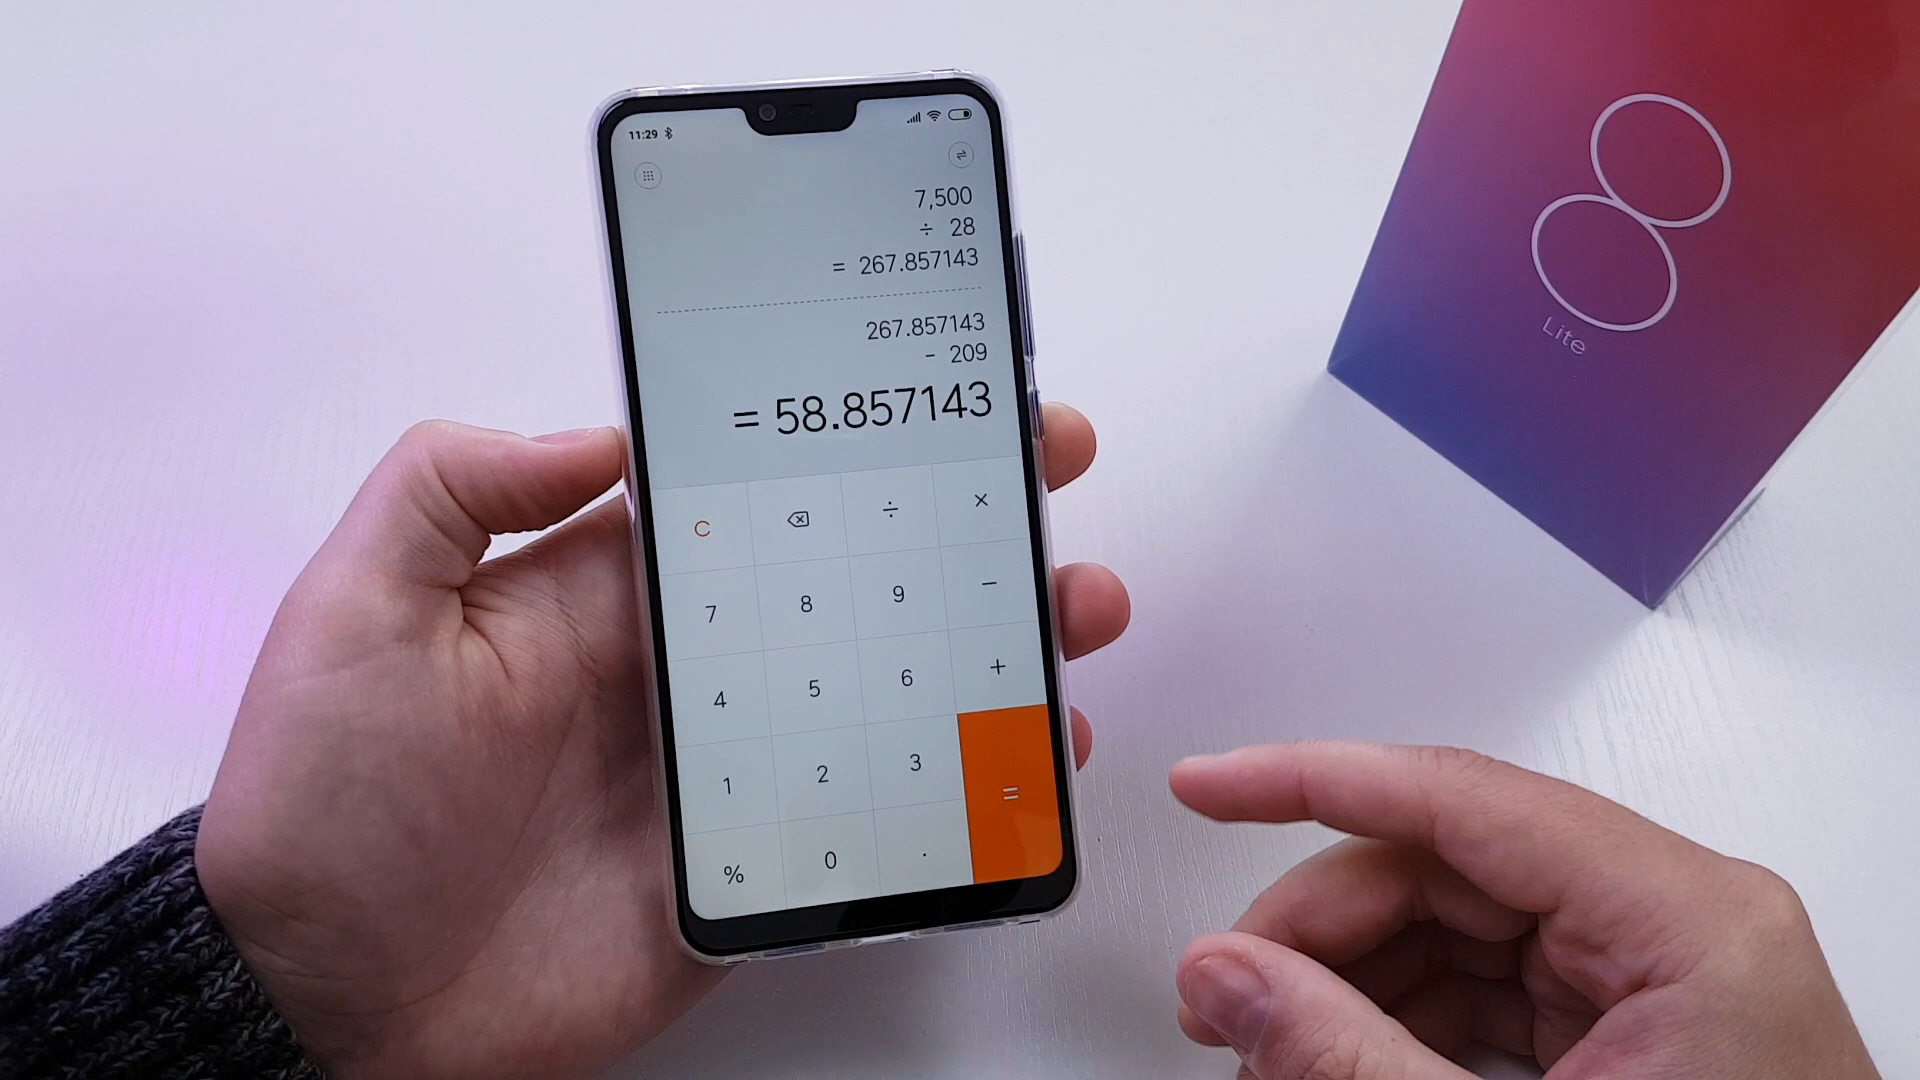 11:29
7,500
÷ 28
= 267.857143
267.857143
- 209
= 58.857143
C ÷ ×
7 8 9 −
4 5 6 +
1 2 3
% 0 . =
8
Lite